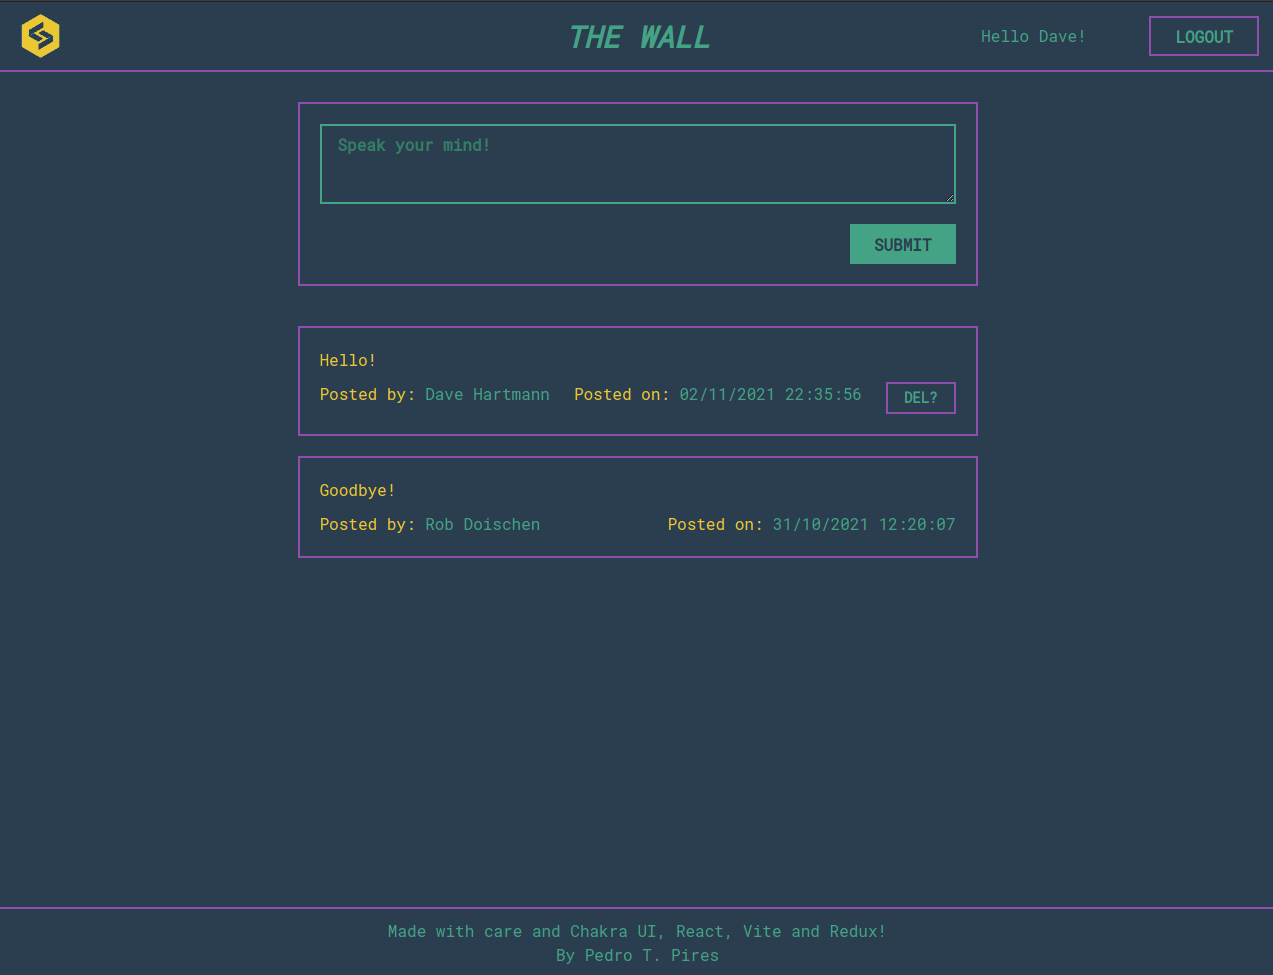 THE WALL
Hello Dave!
LOGOUT
Speak your mind!
SUBMIT
Hello!
Posted by: Dave Hartmann Posted on: 02/11/2021 22:35:56 DEL?
Goodbye!
Posted by: Rob Doischen Posted on: 31/10/2021 12:20:07
Made with care and Chakra UI, React, Vite and Redux!
By Pedro T. Pires